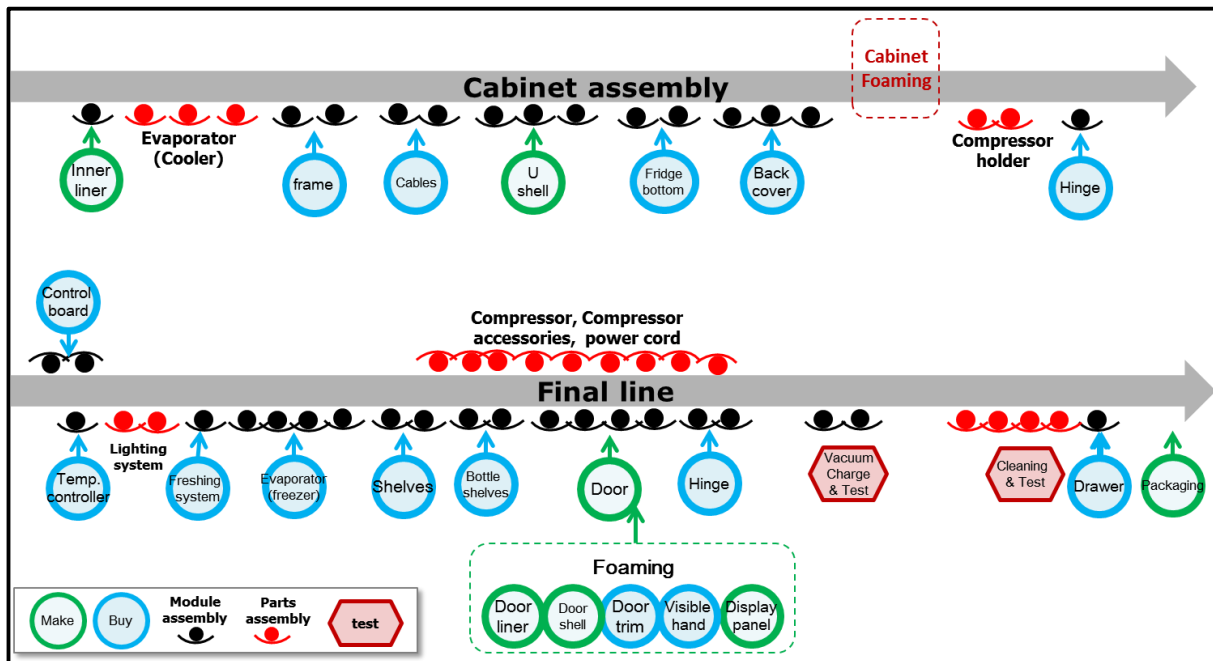 Cabinet
Foaming
Cabinet assembly
Evaporator
(Cooler)
Compressor
holder
Inner
liner
frame
Cables
U
shell
Fridge
bottom
Back
cover
Hinge
Control
board
Compressor, Compressor
accessories, power cord
Final line
Lighting
system
Temp.
controller
Freshing
system
Evaporator
(freezer)
Shelves
Bottle
shelves
Door
Hinge
Vacuum
Charge
& Test
Cleaning
& Test
Drawer
Packaging
Foaming
Door
liner
Door
shell
Door
trim
Visible
hand
Display
panel
Make
Buy
Module
assembly
Parts
assembly
test